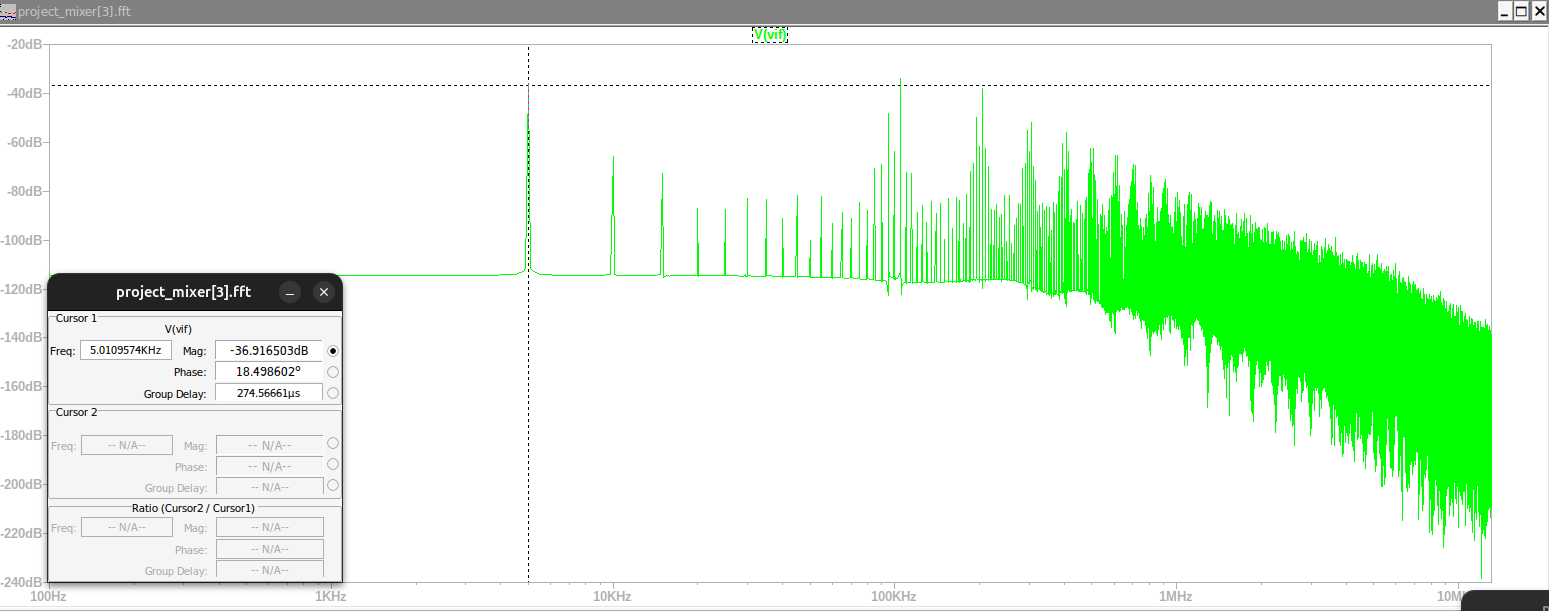 project_mixer[3].fft
V(vif)
-20dB
-40dB
-60dB
-80dB
-100dB
-120dB
-140dB
-160dB
-180dB
-200dB
-220dB
-240dB
100Hz 1KHz 10KHz 100KHz 1MHz 10M
project_mixer[3].fft
Cursor 1
V(vif)
Freq: 5.0109574KHz Mag: -36.916503dB
Phase: 18.498602°
Group Delay: 274.56661µs
Cursor 2
Freq: -- N/A-- Mag: -- N/A--
Phase: -- N/A--
Group Delay: -- N/A--
Ratio (Cursor2 / Cursor1)
Freq: -- N/A-- Mag: -- N/A--
Phase: -- N/A--
Group Delay: -- N/A--